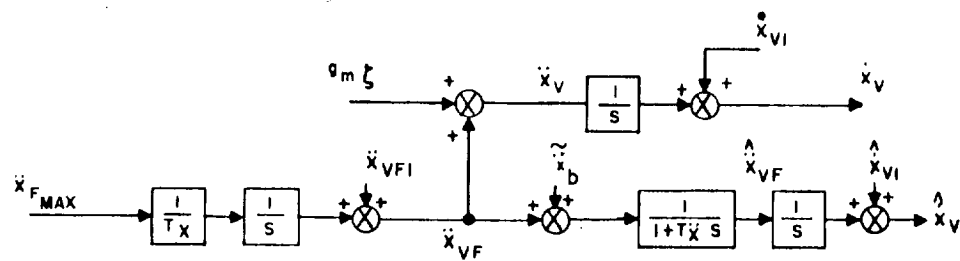 ẋ_VI
g_m ζ + + ẍ_V 1/S + + ẋ_V
+
ẍ_F MAX 1/T_X 1/S + ẍ_VFI + ẍ_VF + x̃̈_b + 1/(1+T_Ẍ S) x̂̈_VF 1/S + x̂̇_VI + x̂̇_V